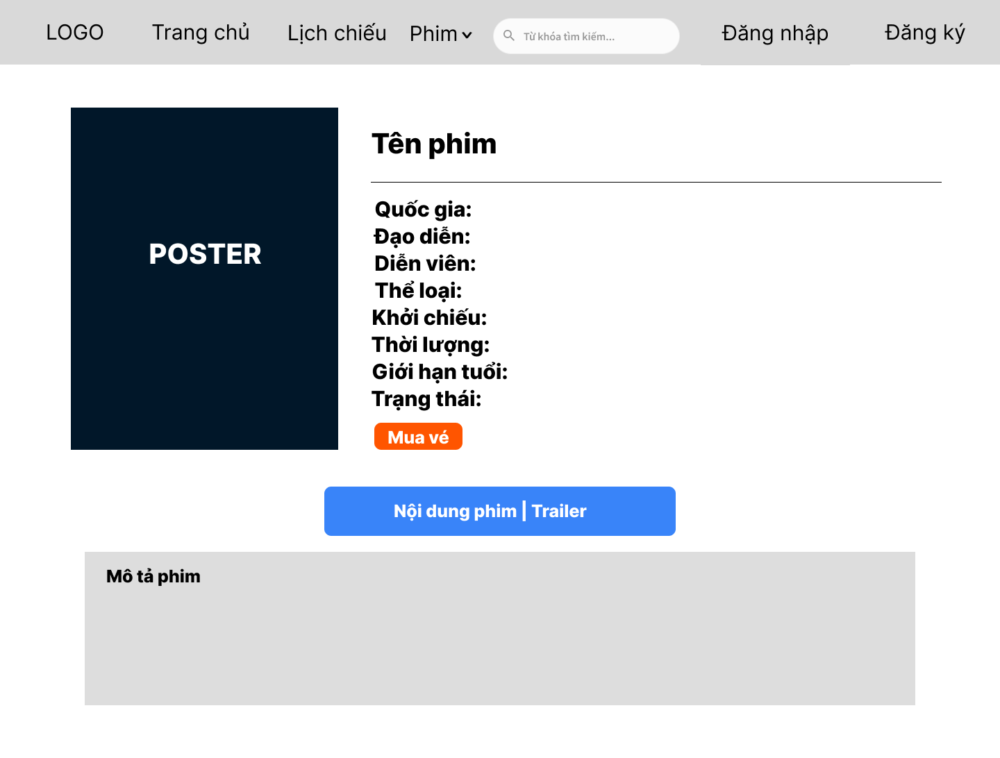 LOGO Trang chủ Lịch chiếu Phim Từ khóa tìm kiếm... Đăng nhập Đăng ký
POSTER
Tên phim
Quốc gia:
Đạo diễn:
Diễn viên:
Thể loại:
Khởi chiếu:
Thời lượng:
Giới hạn tuổi:
Trạng thái:
Mua vé
Nội dung phim | Trailer
Mô tả phim